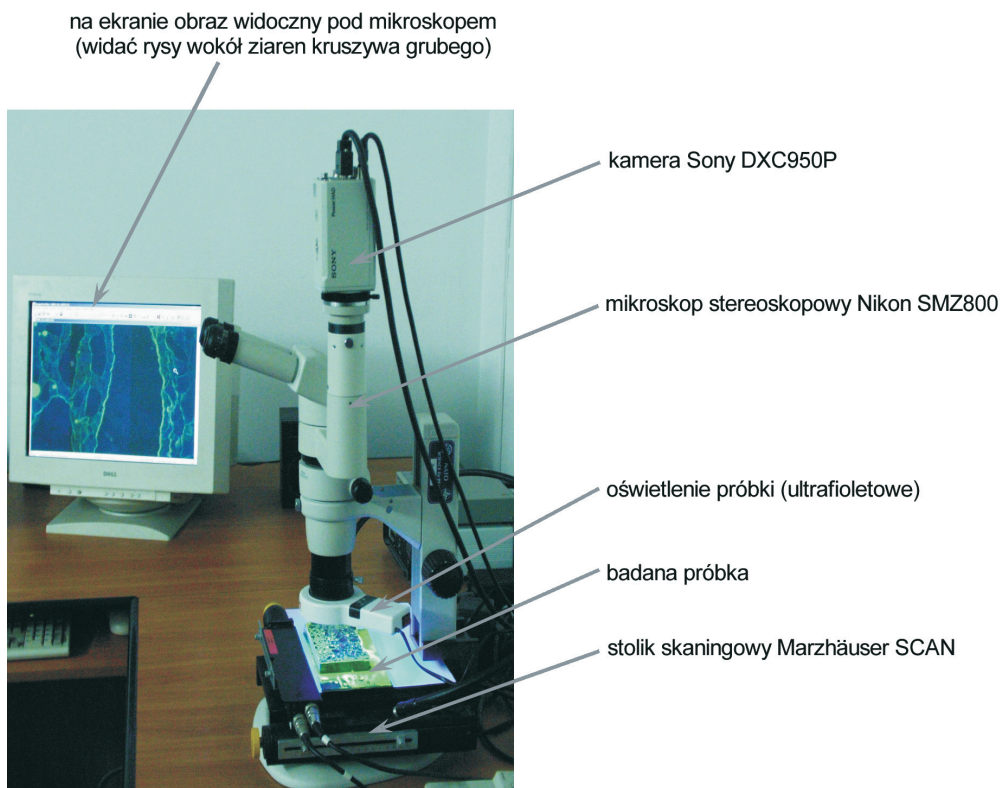 na ekranie obraz widoczny pod mikroskopem
(widać rysy wokół ziaren kruszywa grubego)
kamera Sony DXC950P
SONY
mikroskop stereoskopowy Nikon SMZ800
DELL
oświetlenie próbki (ultrafioletowe)
badana próbka
stolik skaningowy Marzhäuser SCAN